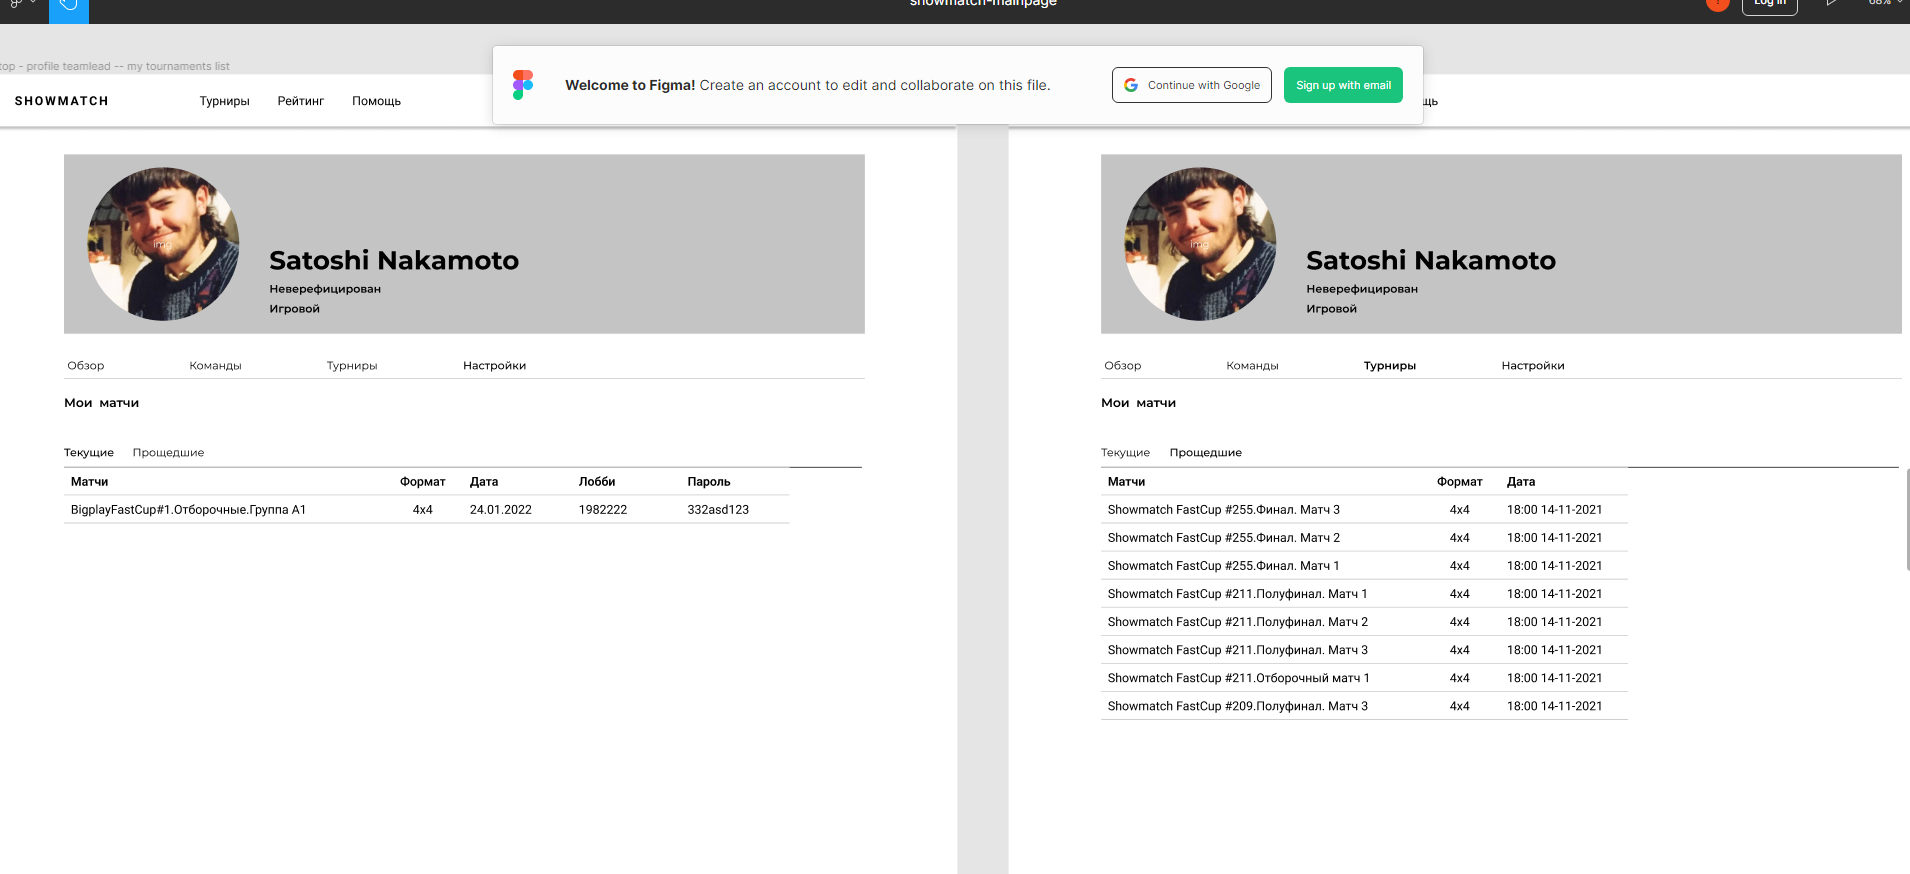 showmatch-mainpage
Log in
68%
top - profile teamlead -- my tournaments list
Welcome to Figma! Create an account to edit and collaborate on this file.
Continue with Google
Sign up with email
SHOWMATCH
Турниры
Рейтинг
Помощь
щь
img
Satoshi Nakamoto
Неверефицирован
Игровой
Обзор
Команды
Турниры
Настройки
Мои матчи
Текущие
Прощедшие
Матчи Формат Дата Лобби Пароль
BigplayFastCup#1.Отборочные.Группа А1 4x4 24.01.2022 1982222 332asd123
img
Satoshi Nakamoto
Неверефицирован
Игровой
Обзор
Команды
Турниры
Настройки
Мои матчи
Текущие
Прощедшие
Матчи Формат Дата
Showmatch FastCup #255.Финал. Матч 3 4x4 18:00 14-11-2021
Showmatch FastCup #255.Финал. Матч 2 4x4 18:00 14-11-2021
Showmatch FastCup #255.Финал. Матч 1 4x4 18:00 14-11-2021
Showmatch FastCup #211.Полуфинал. Матч 1 4x4 18:00 14-11-2021
Showmatch FastCup #211.Полуфинал. Матч 2 4x4 18:00 14-11-2021
Showmatch FastCup #211.Полуфинал. Матч 3 4x4 18:00 14-11-2021
Showmatch FastCup #211.Отборочный матч 1 4x4 18:00 14-11-2021
Showmatch FastCup #209.Полуфинал. Матч 3 4x4 18:00 14-11-2021